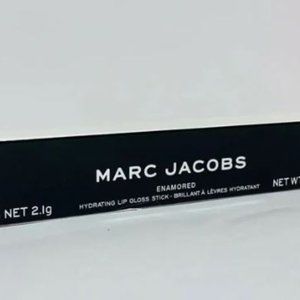 MARC JACOBS
ENAMORED
HYDRATING LIP GLOSS STICK - BRILLANT À LÈVRES HYDRATANT
NET 2.1g
NET WT